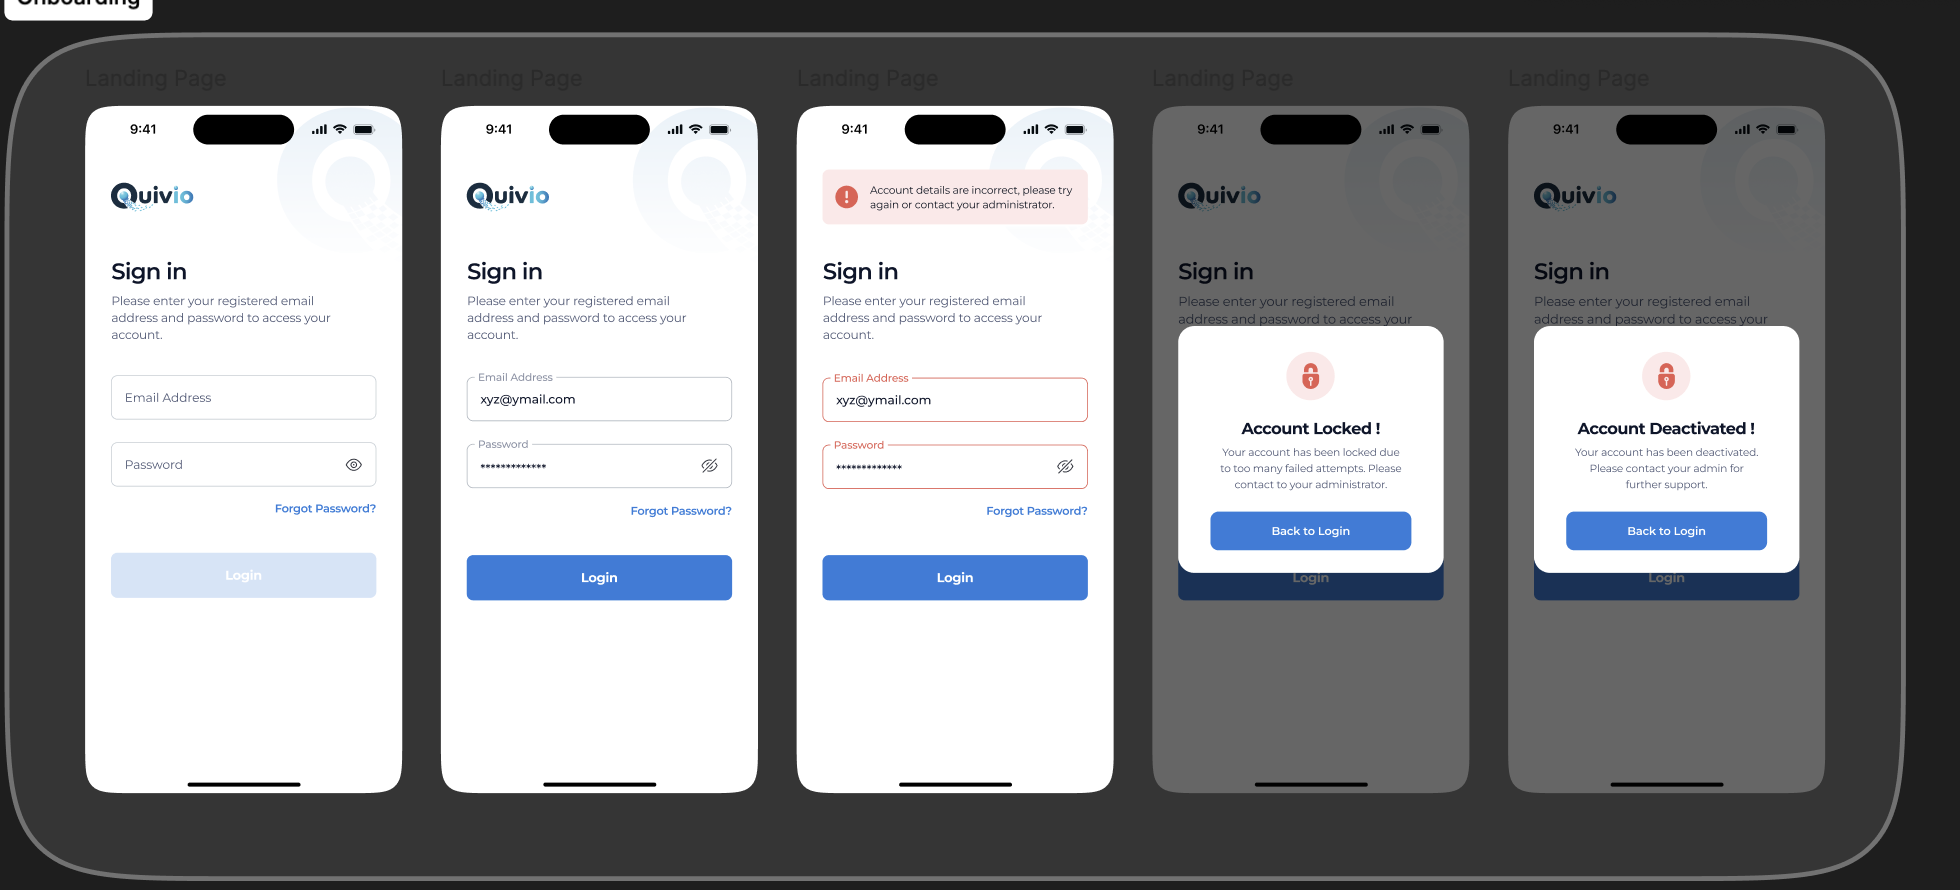 Onboarding
Landing Page
9:41
Quivio
Sign in
Please enter your registered email
address and password to access your
account.
Email Address
Password
Forgot Password?
Login
Landing Page
9:41
Quivio
Sign in
Please enter your registered email
address and password to access your
account.
Email Address
xyz@ymail.com
Password
*************
Forgot Password?
Login
Landing Page
9:41
Account details are incorrect, please try
again or contact your administrator.
Sign in
Please enter your registered email
address and password to access your
account.
Email Address
xyz@ymail.com
Password
*************
Forgot Password?
Login
Landing Page
9:41
Quivio
Sign in
Please enter your registered email
address and password to access your
Account Locked !
Your account has been locked due
to too many failed attempts. Please
contact to your administrator.
Back to Login
Login
Landing Page
9:41
Quivio
Sign in
Please enter your registered email
address and password to access your
Account Deactivated !
Your account has been deactivated.
Please contact your admin for
further support.
Back to Login
Login